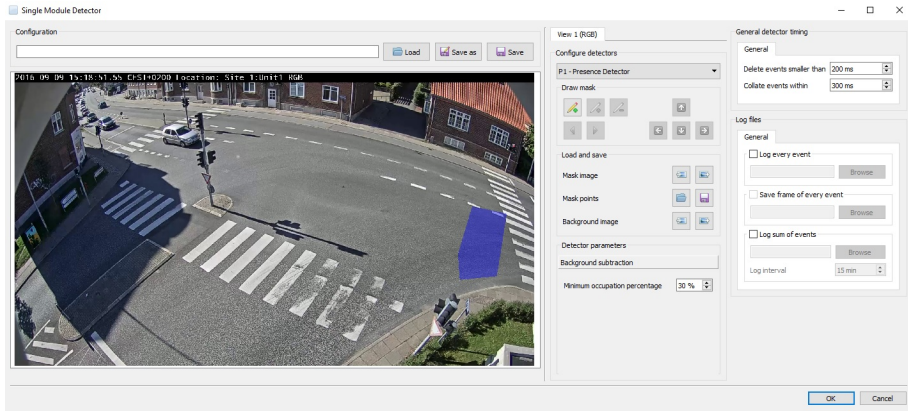 Single Module Detector
Configuration
Load
Save as
Save
2016 09 09 15:18:51.55 CEST+0200 Location: Site 1:Unit1 RGB
View 1 (RGB)
Configure detectors
P1 - Presence Detector
Draw mask
Load and save
Mask image
Mask points
Background image
Detector parameters
Background subtraction
Minimum occupation percentage 30 %
General detector timing
General
Delete events smaller than 200 ms
Collate events within 300 ms
Log files
General
Log every event
Browse
Save frame of every event
Browse
Log sum of events
Browse
Log interval 15 min
OK
Cancel